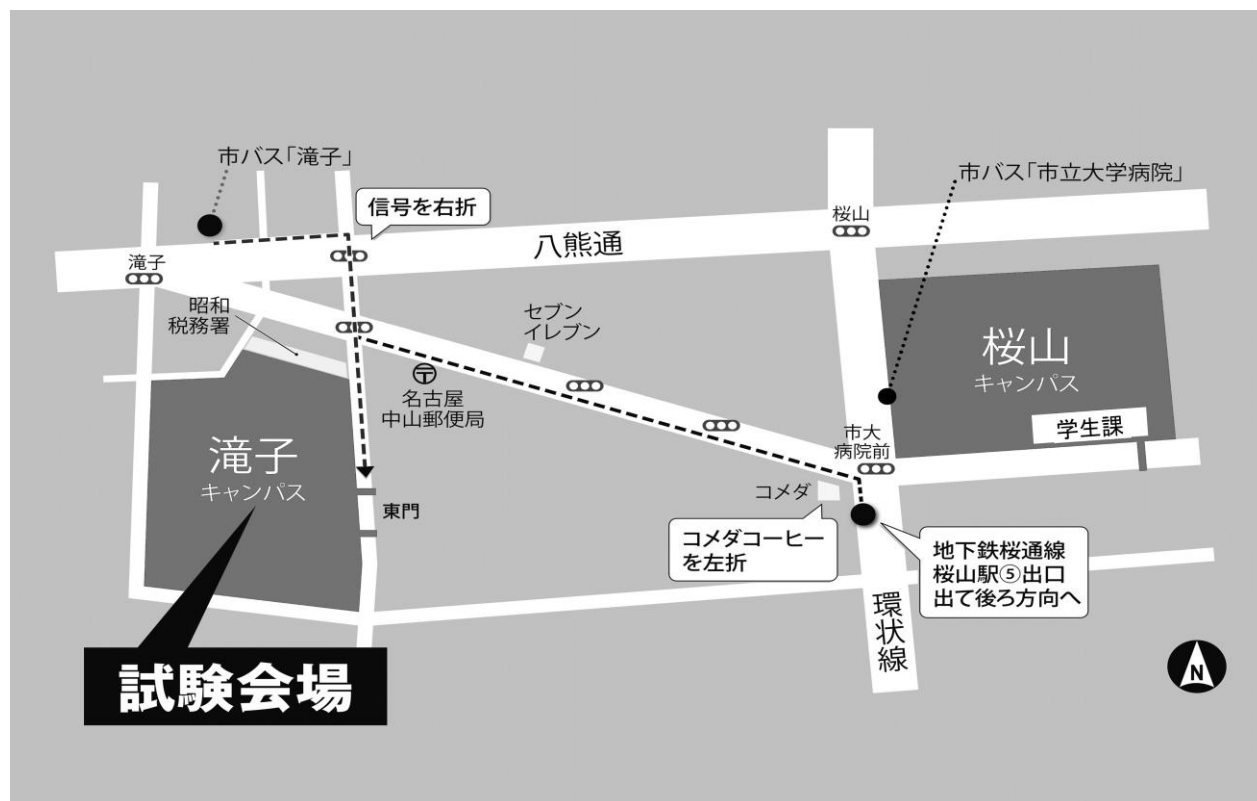 市バス「滝子」
市バス「市立大学病院」
信号を右折
桜山
八熊通
滝子
昭和
税務署
セブン
イレブン
桜山
キャンパス
名古屋
中山郵便局
学生課
市大
病院前
滝子
キャンパス
コメダ
東門
コメダコーヒー
を左折
地下鉄桜通線
桜山駅⑤出口
出て後ろ方向へ
環状線
試験会場
N